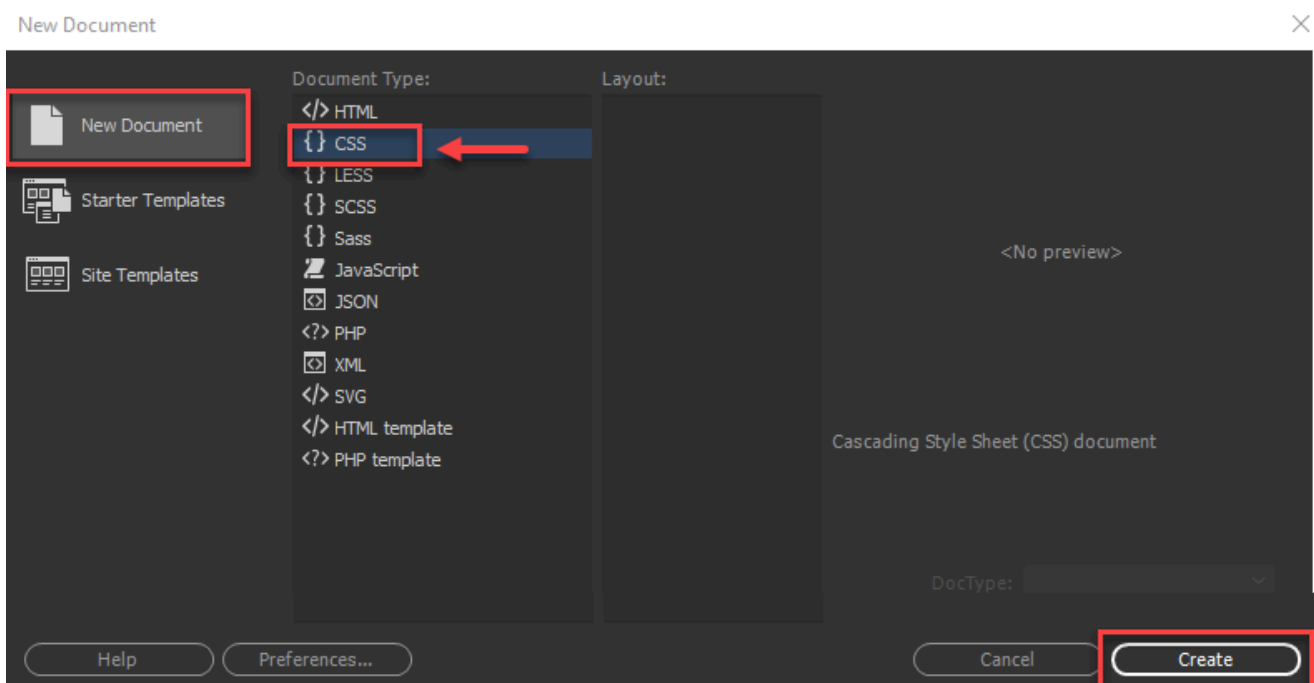 New Document
Document Type:
Layout:
New Document
Starter Templates
Site Templates
</> HTML
{} CSS
{} LESS
{} SCSS
{} Sass
JavaScript
JSON
<?> PHP
XML
</> SVG
</> HTML template
<?> PHP template
<No preview>
Cascading Style Sheet (CSS) document
DocType:
Help
Preferences...
Cancel
Create